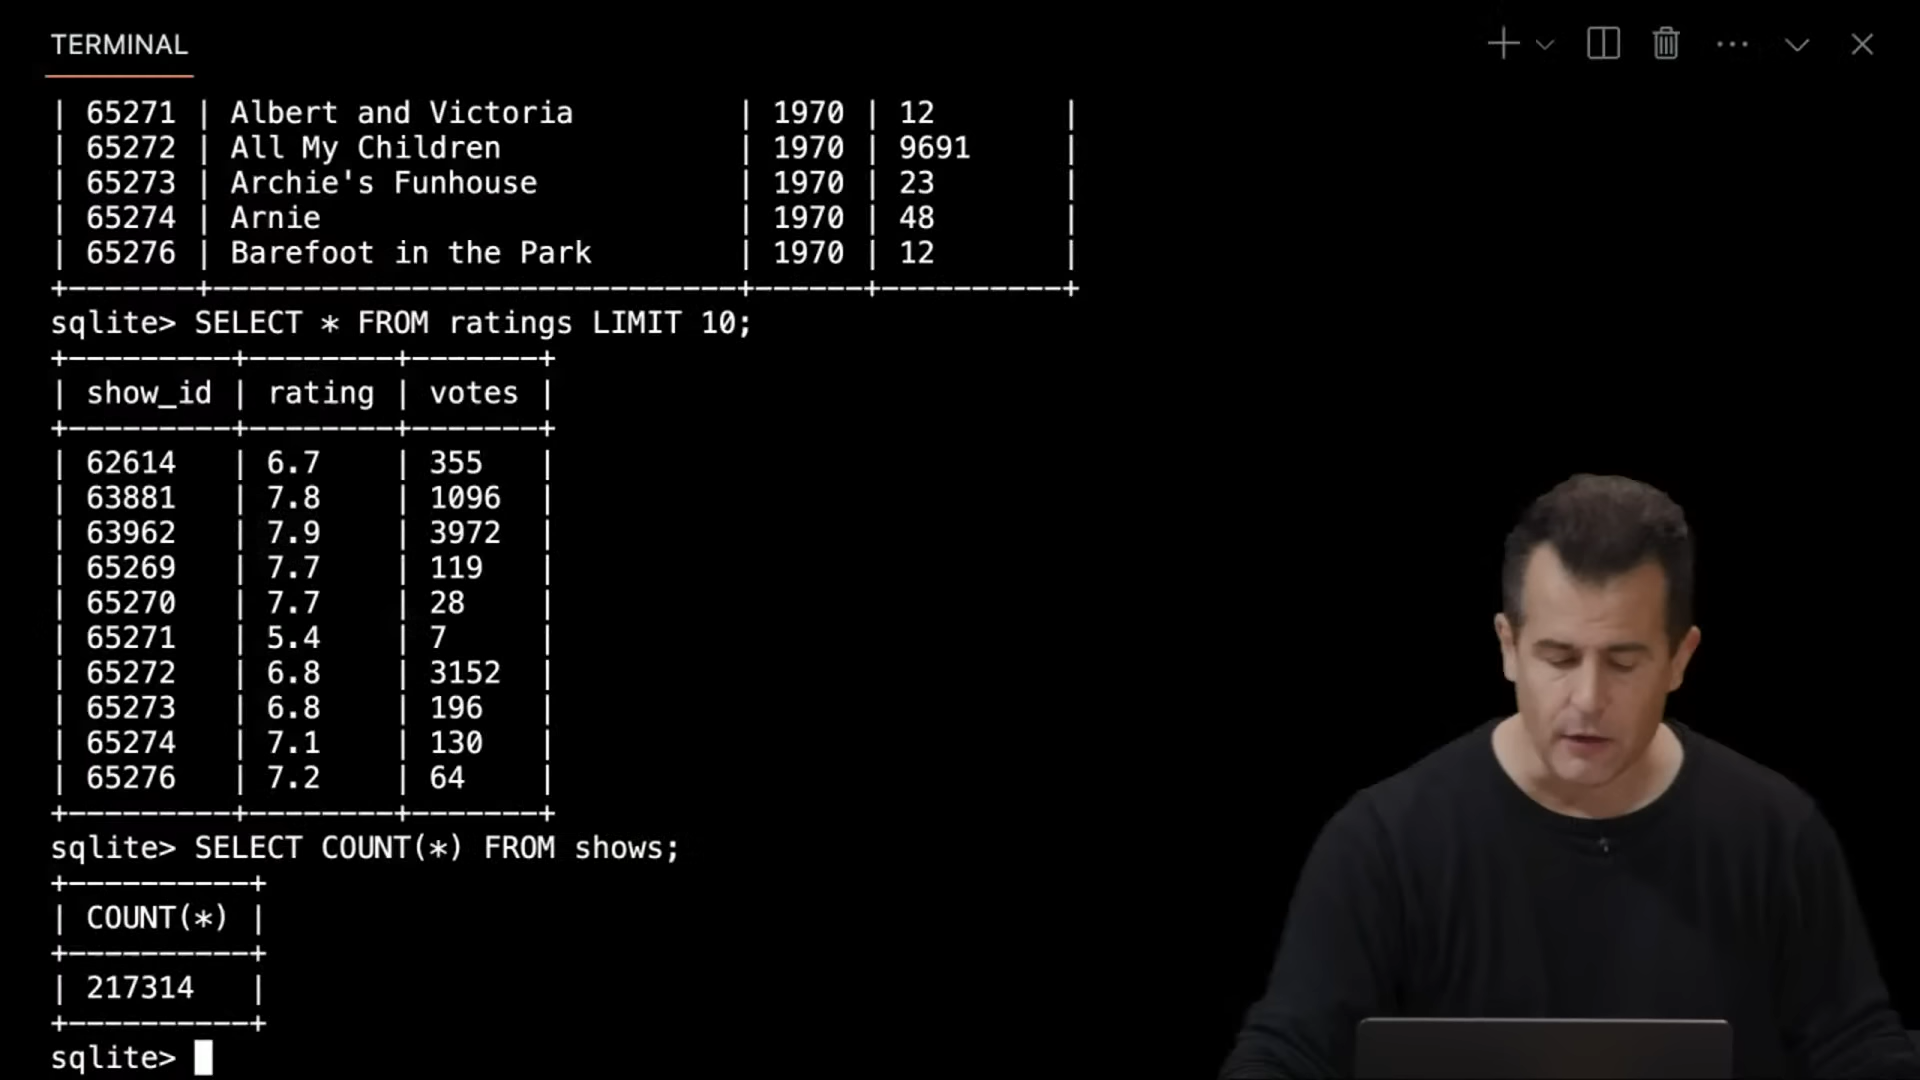 TERMINAL
| 65271 | Albert and Victoria | 1970 | 12 |
| 65272 | All My Children | 1970 | 9691 |
| 65273 | Archie's Funhouse | 1970 | 23 |
| 65274 | Arnie | 1970 | 48 |
| 65276 | Barefoot in the Park | 1970 | 12 |
+-------+-----------------------------+------+----------+
sqlite> SELECT * FROM ratings LIMIT 10;
+---------+--------+-------+
| show_id | rating | votes |
+---------+--------+-------+
| 62614 | 6.7 | 355 |
| 63881 | 7.8 | 1096 |
| 63962 | 7.9 | 3972 |
| 65269 | 7.7 | 119 |
| 65270 | 7.7 | 28 |
| 65271 | 5.4 | 7 |
| 65272 | 6.8 | 3152 |
| 65273 | 6.8 | 196 |
| 65274 | 7.1 | 130 |
| 65276 | 7.2 | 64 |
+---------+--------+-------+
sqlite> SELECT COUNT(*) FROM shows;
+----------+
| COUNT(*) |
+----------+
| 217314 |
+----------+
sqlite>